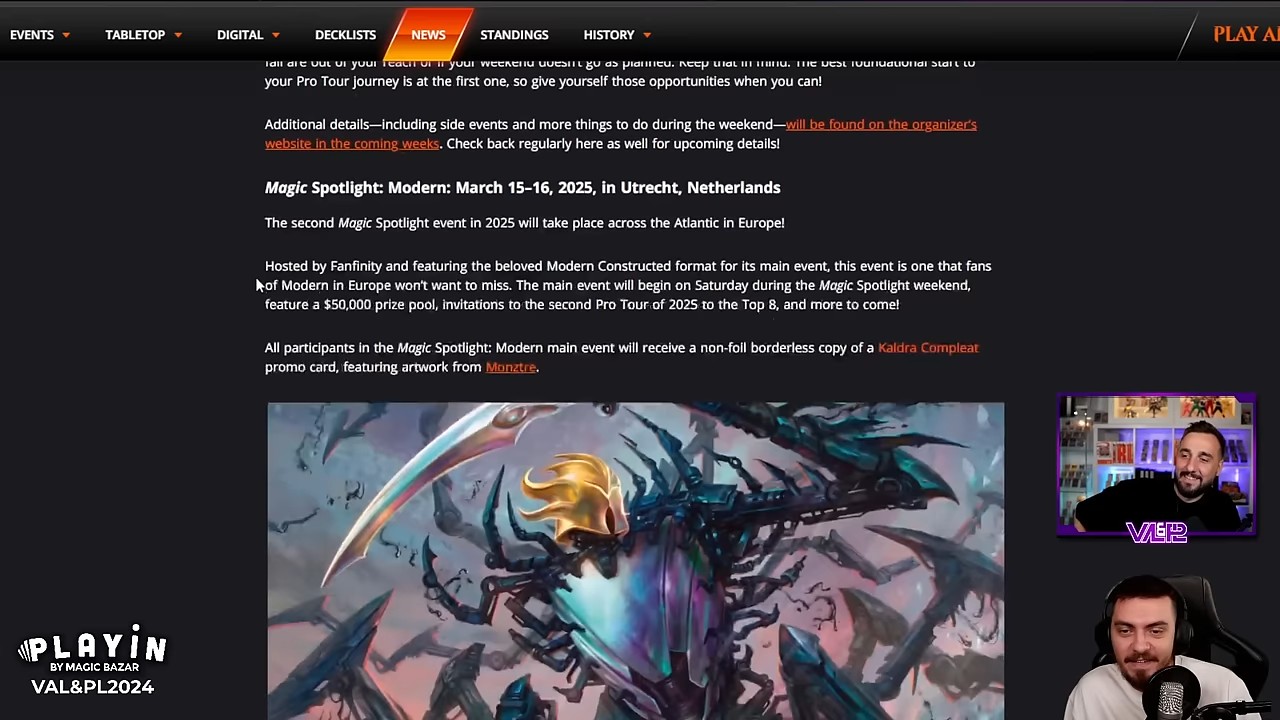 EVENTS TABLETOP DIGITAL DECKLISTS NEWS STANDINGS HISTORY PLAY
fall are out of your reach or if your weekend doesn't go as planned. Keep that in mind. The best foundational start to
your Pro Tour journey is at the first one, so give yourself those opportunities when you can!
Additional details—including side events and more things to do during the weekend—will be found on the organizer's
website in the coming weeks. Check back regularly here as well for upcoming details!
Magic Spotlight: Modern: March 15–16, 2025, in Utrecht, Netherlands
The second Magic Spotlight event in 2025 will take place across the Atlantic in Europe!
Hosted by Fanfinity and featuring the beloved Modern Constructed format for its main event, this event is one that fans
of Modern in Europe won't want to miss. The main event will begin on Saturday during the Magic Spotlight weekend,
feature a $50,000 prize pool, invitations to the second Pro Tour of 2025 to the Top 8, and more to come!
All participants in the Magic Spotlight: Modern main event will receive a non-foil borderless copy of a Kaldra Compleat
promo card, featuring artwork from Monztre.
PLAYIN
BY MAGIC BAZAR
VAL&PL2024